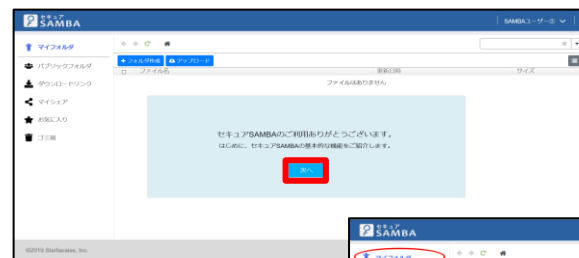 セキュア
SAMBA
SAMBAユーザー①
マイフォルダ
パブリックフォルダ
ダウンロードリンク
マイシェア
お気に入り
ゴミ箱
+ フォルダ作成
アップロード
ファイル名
更新日時
サイズ
ファイルはありません
セキュアSAMBAのご利用ありがとうございます。
はじめに、セキュアSAMBAの基本的な機能をご紹介します。
次へ
セキュア
SAMBA
マイフォルダ